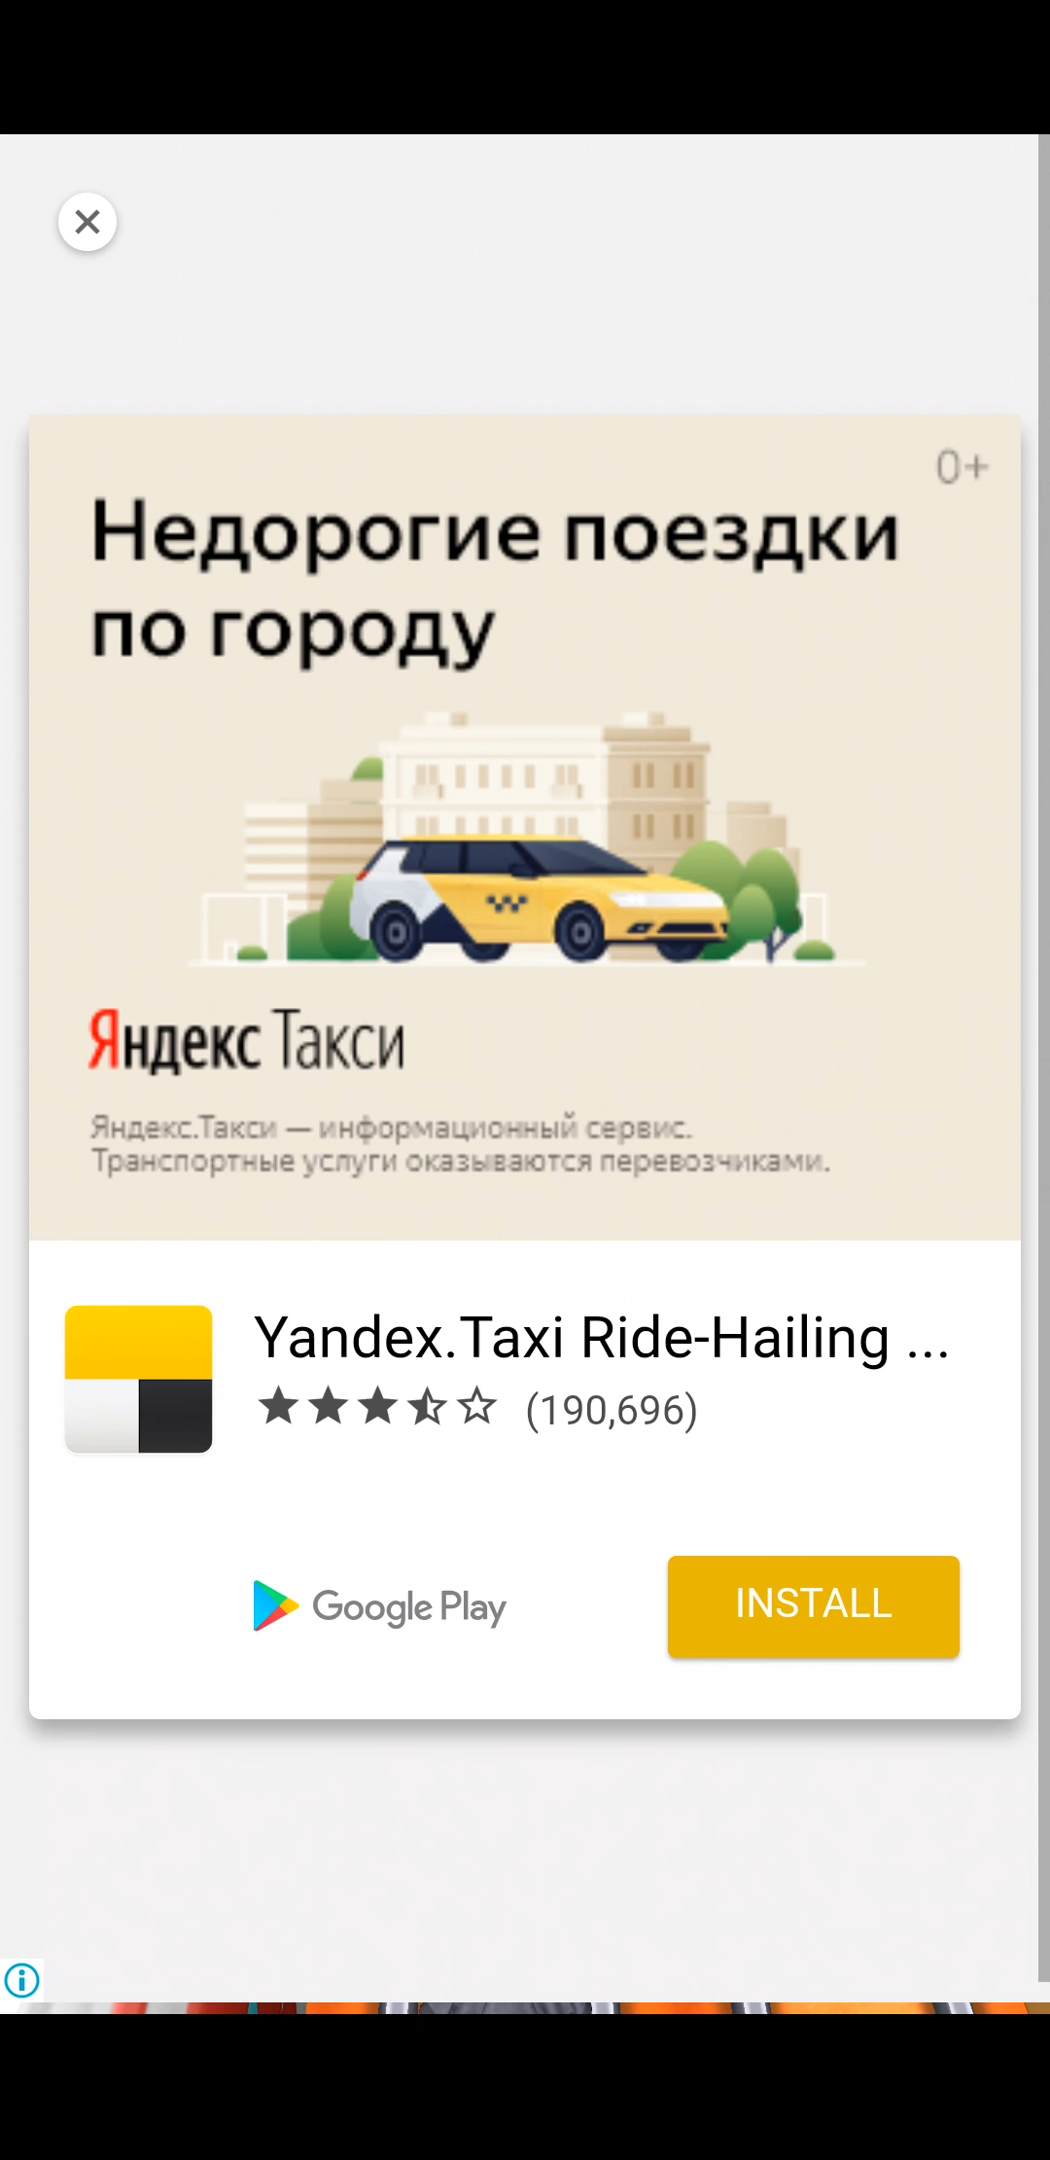 0+
Недорогие поездки
по городу
Яндекс Такси
Яндекс.Такси — информационный сервис.
Транспортные услуги оказываются перевозчиками.
Yandex.Taxi Ride-Hailing ...
(190,696)
Google Play
INSTALL